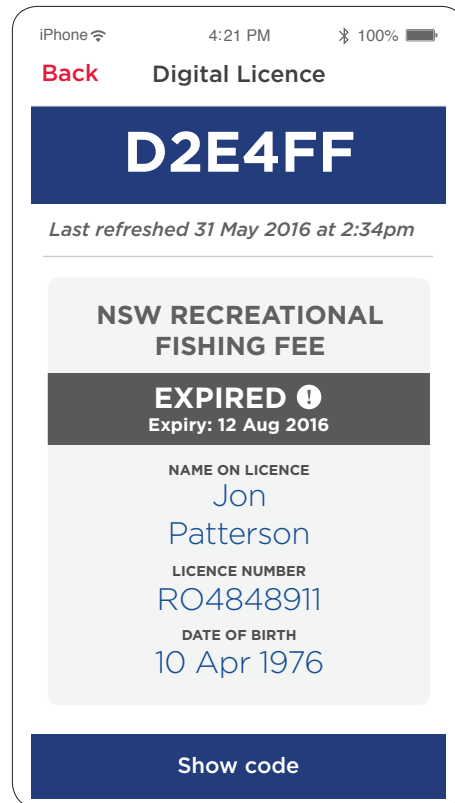 iPhone 4:21 PM 100%
Back Digital Licence
D2E4FF
Last refreshed 31 May 2016 at 2:34pm
NSW RECREATIONAL
FISHING FEE
EXPIRED !
Expiry: 12 Aug 2016
NAME ON LICENCE
Jon
Patterson
LICENCE NUMBER
RO4848911
DATE OF BIRTH
10 Apr 1976
Show code